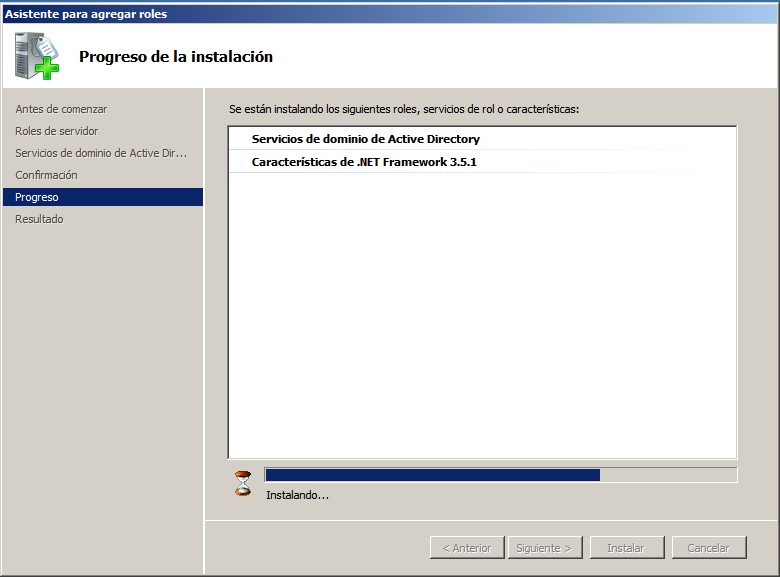 Asistente para agregar roles
Progreso de la instalación
Antes de comenzar
Roles de servidor
Servicios de dominio de Active Dir...
Confirmación
Progreso
Resultado
Se están instalando los siguientes roles, servicios de rol o características:
Servicios de dominio de Active Directory
Características de .NET Framework 3.5.1
Instalando...
< Anterior
Siguiente >
Instalar
Cancelar